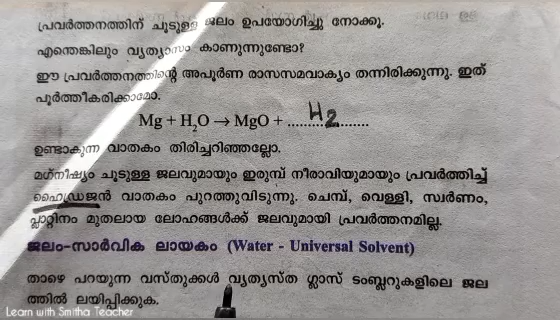 പ്രവർത്തനത്തിന് ചൂടുള്ള ജലം ഉപയോഗിച്ചു നോക്കൂ.
എന്തെങ്കിലും വ്യത്യാസം കാണുന്നുണ്ടോ?
ഈ പ്രവർത്തനത്തിന്റെ അപൂർണ രാസസമവാക്യം തന്നിരിക്കുന്നു. ഇത്
പൂർത്തീകരിക്കാമോ.
Mg + H₂O → MgO + ........H₂........
ഉണ്ടാകുന്ന വാതകം തിരിച്ചറിഞ്ഞല്ലോ.
മഗ്നീഷ്യം ചൂടുള്ള ജലവുമായും ഇരുമ്പ് നീരാവിയുമായും പ്രവർത്തിച്ച്
ഹൈഡ്രജൻ വാതകം പുറത്തുവിടുന്നു. ചെമ്പ്, വെള്ളി, സ്വർണം,
പ്ലാറ്റിനം മുതലായ ലോഹങ്ങൾക്ക് ജലവുമായി പ്രവർത്തനമില്ല.
ജലം-സാർവിക ലായകം (Water - Universal Solvent)
താഴെ പറയുന്ന വസ്തുക്കൾ വ്യത്യസ്ത ഗ്ലാസ് ടംബ്ലറുകളിലെ ജല
ത്തിൽ ലയിപ്പിക്കുക.
Learn with Smitha Teacher